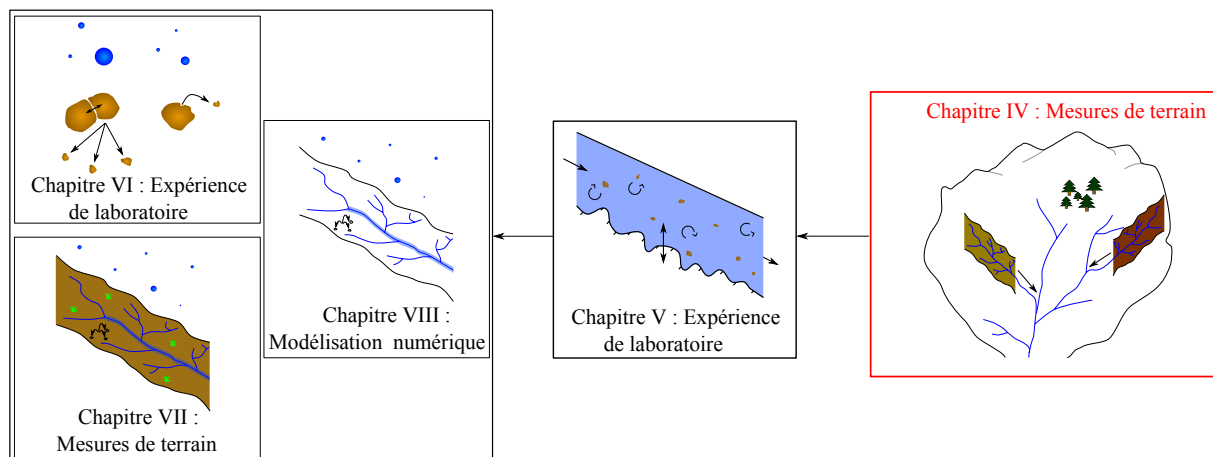 Chapitre VI : Expérience
de laboratoire
Chapitre VII :
Mesures de terrain
Chapitre VIII :
Modélisation numérique
Chapitre V : Expérience
de laboratoire
Chapitre IV : Mesures de terrain